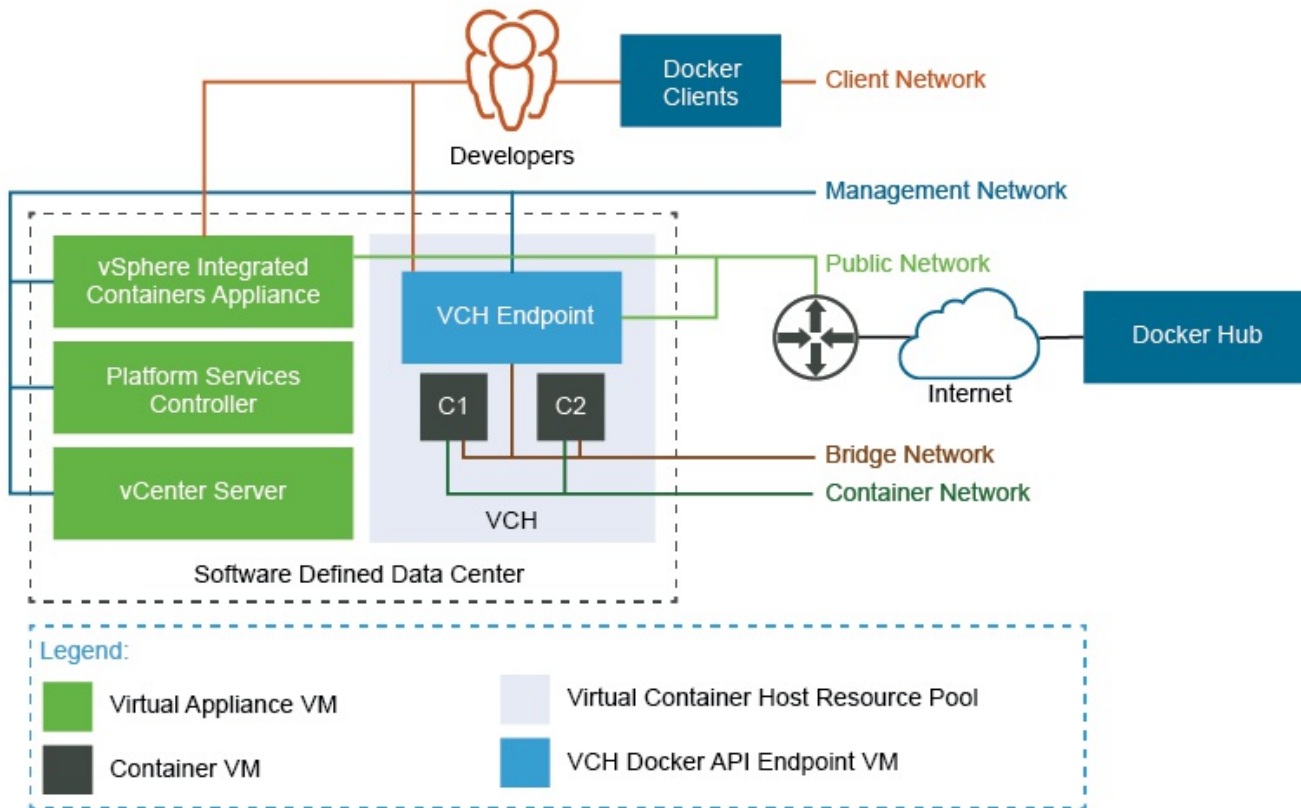 Docker
Clients
Client Network
Developers
Management Network
vSphere Integrated
Containers Appliance
Public Network
VCH Endpoint
Docker Hub
Platform Services
Controller
C1
C2
Internet
vCenter Server
Bridge Network
Container Network
VCH
Software Defined Data Center
Legend:
Virtual Appliance VM
Virtual Container Host Resource Pool
Container VM
VCH Docker API Endpoint VM